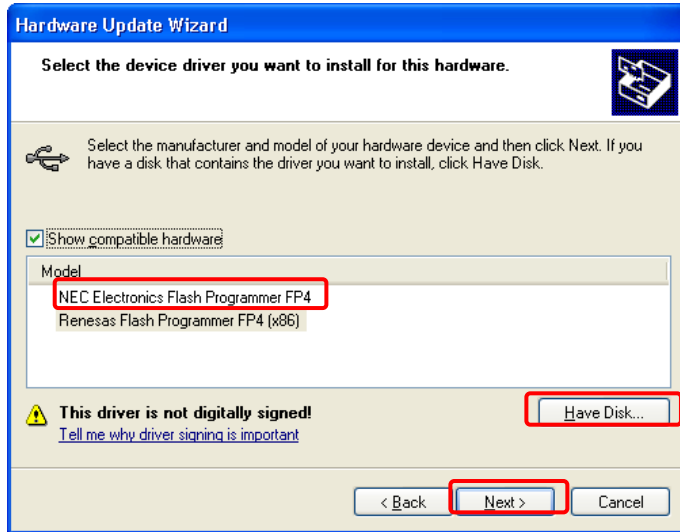 Hardware Update Wizard
Select the device driver you want to install for this hardware.
Select the manufacturer and model of your hardware device and then click Next. If you
have a disk that contains the driver you want to install, click Have Disk.
Show compatible hardware
Model
NEC Electronics Flash Programmer FP4
Renesas Flash Programmer FP4 (x86)
This driver is not digitally signed!
Have Disk...
Tell me why driver signing is important
< Back
Next >
Cancel